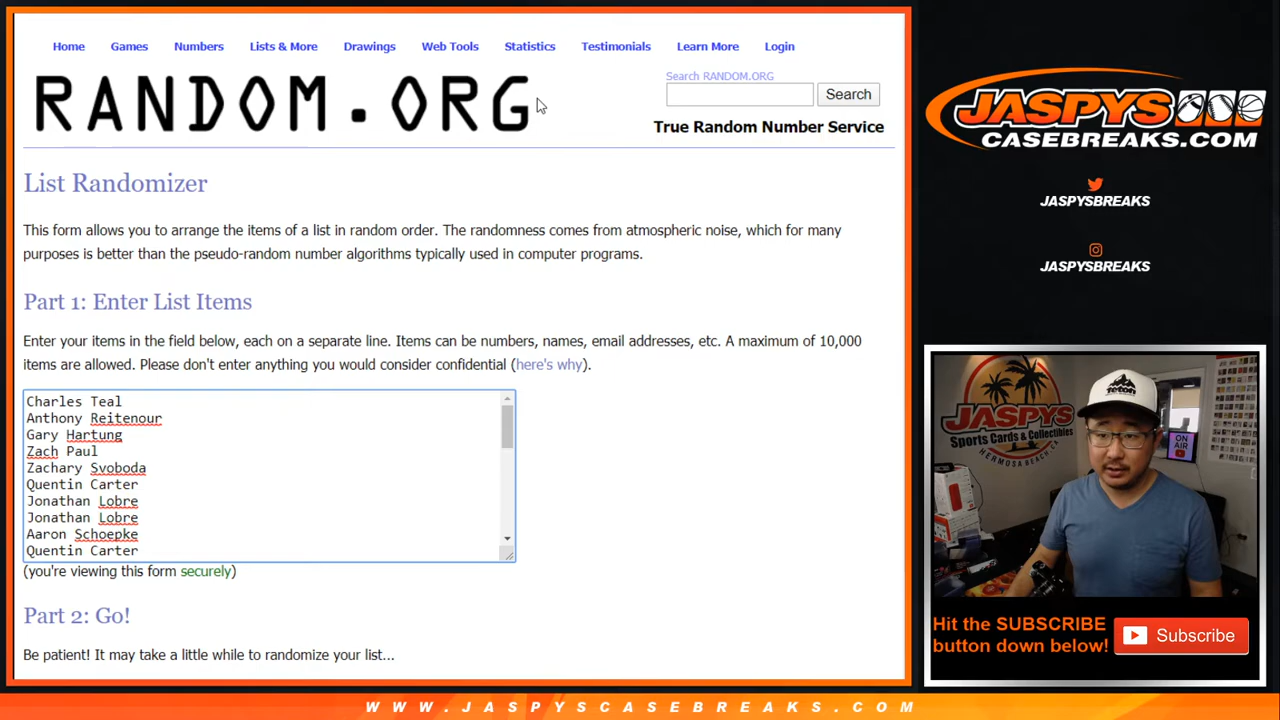 Home Games Numbers Lists & More Drawings Web Tools Statistics Testimonials Learn More Login
RANDOM.ORG
Search RANDOM.ORG
Search
True Random Number Service
List Randomizer
This form allows you to arrange the items of a list in random order. The randomness comes from atmospheric noise, which for many
purposes is better than the pseudo-random number algorithms typically used in computer programs.
Part 1: Enter List Items
Enter your items in the field below, each on a separate line. Items can be numbers, names, email addresses, etc. A maximum of 10,000
items are allowed. Please don't enter anything you would consider confidential (here's why).
Charles Teal
Anthony Reitenour
Gary Hartung
Zach Paul
Zachary Svoboda
Quentin Carter
Jonathan Lobre
Jonathan Lobre
Aaron Schoepke
Quentin Carter
(you're viewing this form securely)
Part 2: Go!
Be patient! It may take a little while to randomize your list...
JASPYS
CASEBREAKS.COM
JASPYSBREAKS
JASPYSBREAKS
JASPYS
Sports Cards & Collectibles
HERMOSA BEACH, CA
teton
ON AIR
Hit the SUBSCRIBE
button down below!
Subscribe
WWW.JASPYSCASEBREAKS.COM